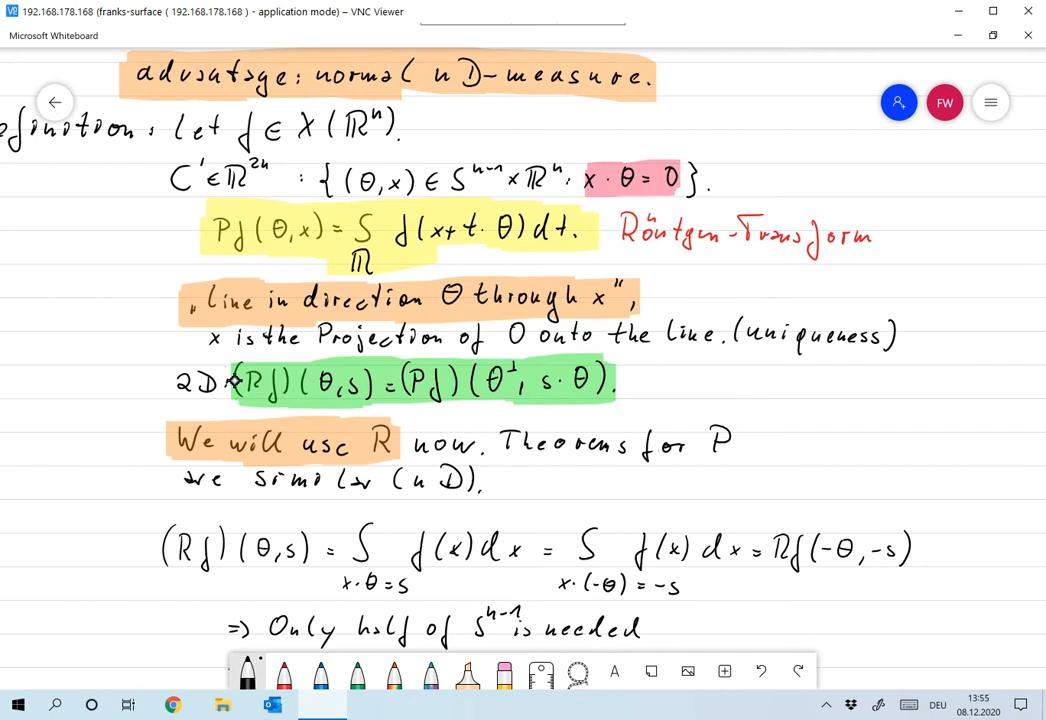 192.168.178.168 (franks-surface ( 192.168.178.168 ) - application mode) – VNC Viewer
Microsoft Whiteboard
advantage: normal nD-measure.
efinition: Let f ∈ X(ℝⁿ).
C' ∈ ℝ²ⁿ : {(θ,x) ∈ Sⁿ⁻¹ × ℝⁿ: x · θ = 0}.
Pf(θ,x) = ∫_ℝ f(x + t · θ) dt. Röntgen-Transform
„Line in direction θ through x",
x is the Projection of 0 onto the Line. (uniqueness)
2D: (Rf)(θ,s) = (Pf)(θ^⊥, s · θ).
We will use R now. Theorems for P
are similar (nD).
(Rf)(θ,s) = ∫_{x·θ=s} f(x)dx = ∫_{x·(-θ)=-s} f(x)dx = Rf(-θ,-s)
⇒ Only half of Sⁿ⁻¹ is needed
FW
A
DEU
13:55
08.12.2020